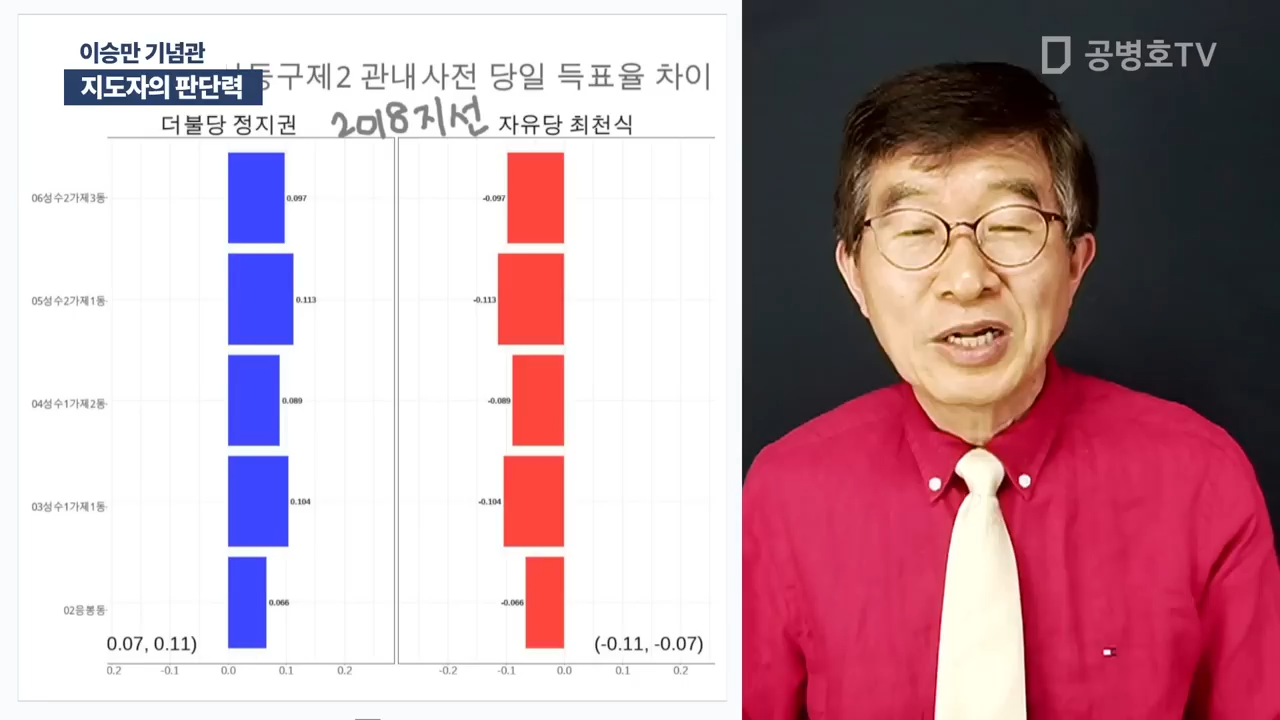 이승만 기념관
지도자의 판단력
동구제2 관내사전 당일 득표율 차이
더불당 정지권
2018지선
자유당 최천식
공병호TV
06성수2가제3동
0.097
-0.097
05성수2가제1동
0.113
-0.113
04성수1가제2동
0.089
-0.089
03성수1가제1동
0.104
-0.104
02응봉동
0.066
-0.066
0.07, 0.11)
(-0.11, -0.07)
0.2 -0.1 0.0 0.1 0.2
-0.2 -0.1 0.0 0.1 0.2